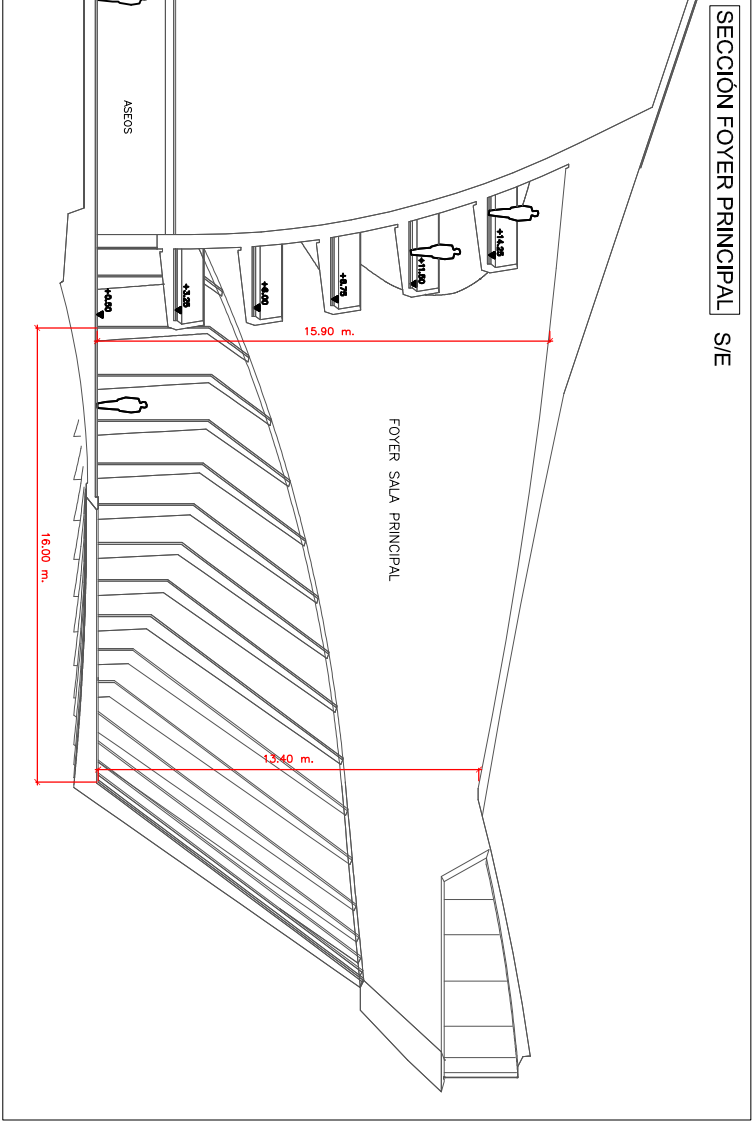 SECCIÓN FOYER PRINCIPAL S/E
+14.25
+11.50
+8.75
+6.00
+3.25
+0.50
ASEOS
15.90 m.
FOYER SALA PRINCIPAL
13.40 m.
16.00 m.